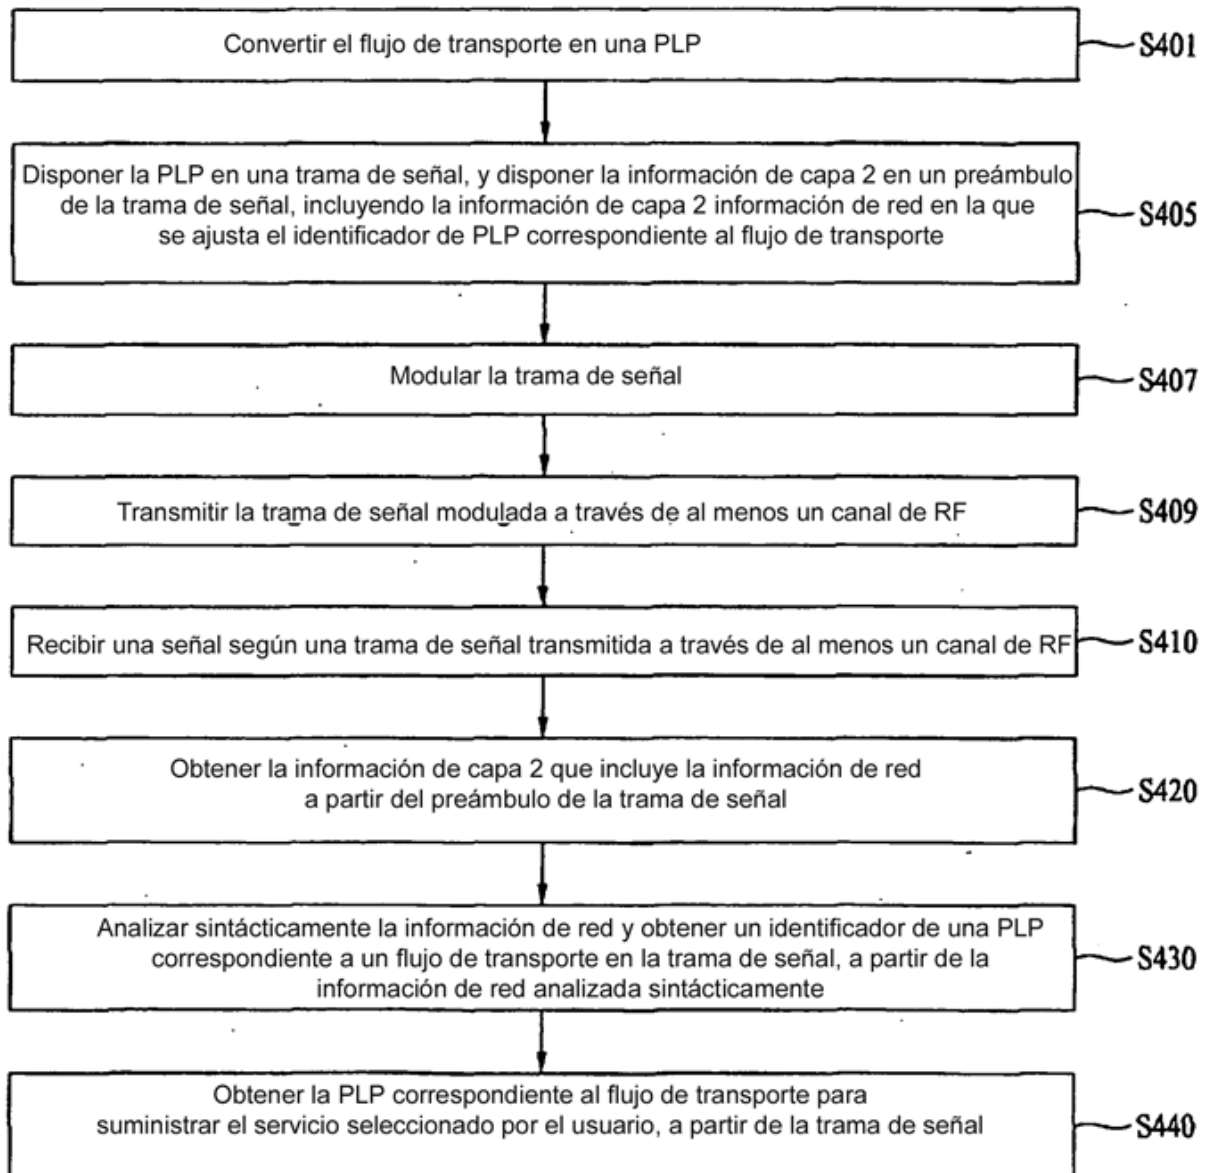 Convertir el flujo de transporte en una PLP
S401
Disponer la PLP en una trama de señal, y disponer la información de capa 2 en un preámbulo
de la trama de señal, incluyendo la información de capa 2 información de red en la que
se ajusta el identificador de PLP correspondiente al flujo de transporte
S405
Modular la trama de señal
S407
Transmitir la trama de señal modulada a través de al menos un canal de RF
S409
Recibir una señal según una trama de señal transmitida a través de al menos un canal de RF
S410
Obtener la información de capa 2 que incluye la información de red
a partir del preámbulo de la trama de señal
S420
Analizar sintácticamente la información de red y obtener un identificador de una PLP
correspondiente a un flujo de transporte en la trama de señal, a partir de la
información de red analizada sintácticamente
S430
Obtener la PLP correspondiente al flujo de transporte para
suministrar el servicio seleccionado por el usuario, a partir de la trama de señal
S440